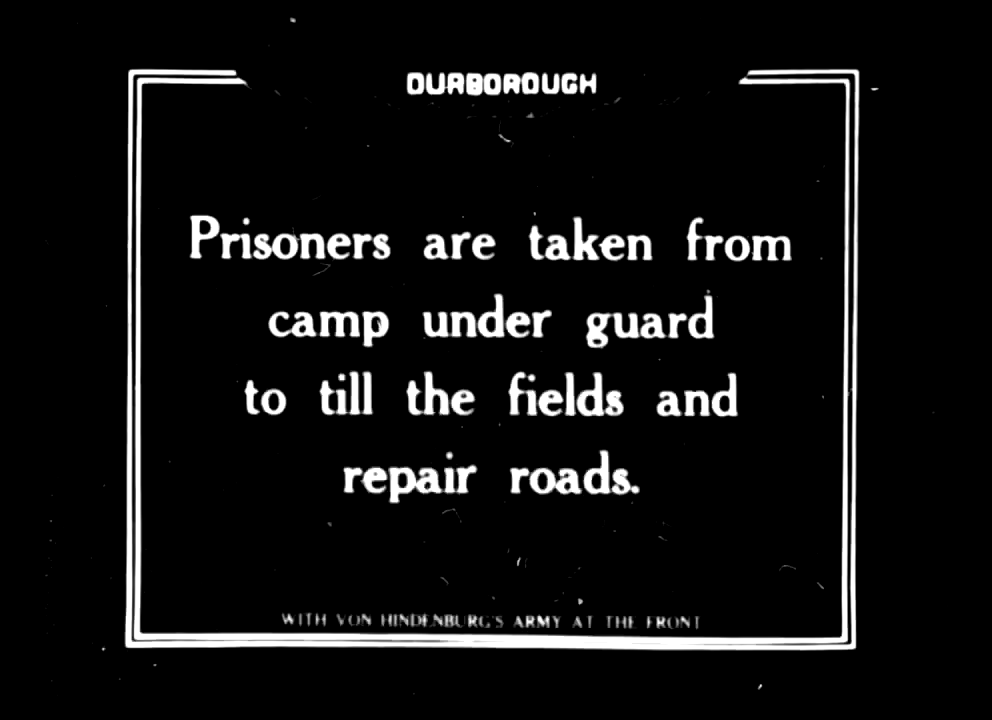 DURBOROUGH
Prisoners are taken from
camp under guard
to till the fields and
repair roads.
WITH VON HINDENBURG'S ARMY AT THE FRONT